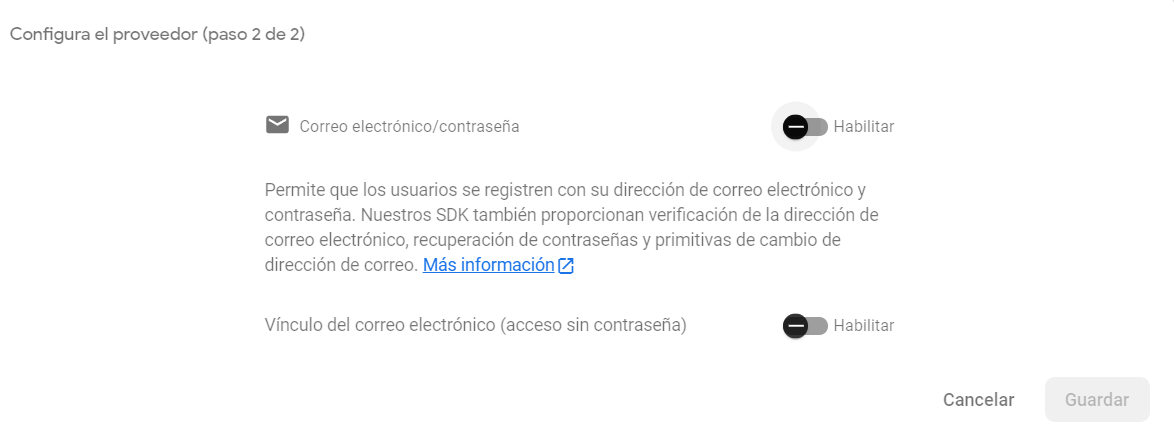 Configura el proveedor (paso 2 de 2)
Correo electrónico/contraseña
Habilitar
Permite que los usuarios se registren con su dirección de correo electrónico y
contraseña. Nuestros SDK también proporcionan verificación de la dirección de
correo electrónico, recuperación de contraseñas y primitivas de cambio de
dirección de correo. Más información
Vínculo del correo electrónico (acceso sin contraseña)
Habilitar
Cancelar
Guardar